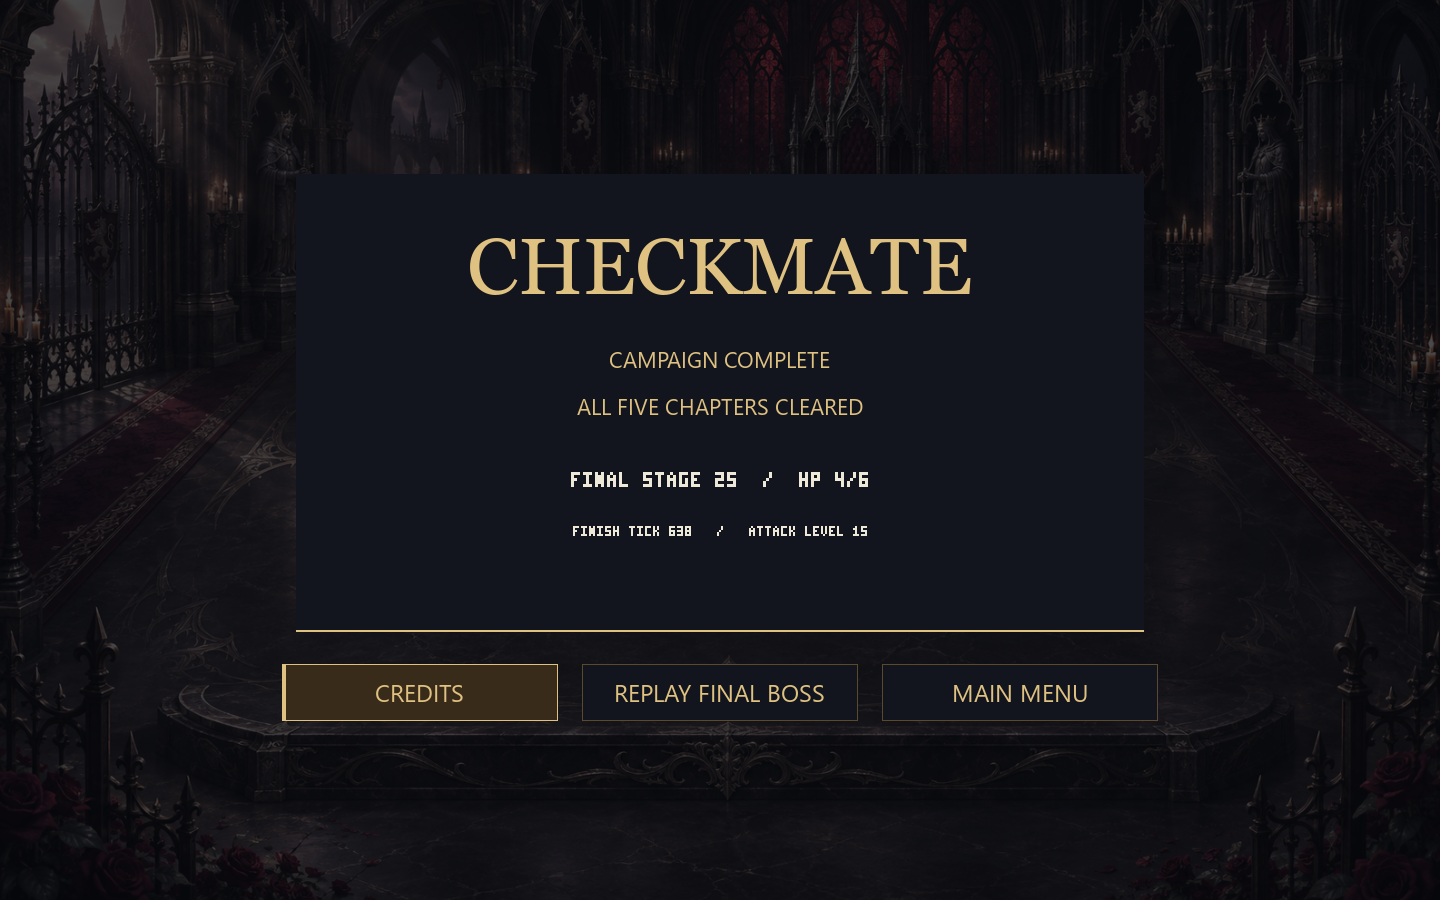 CHECKMATE
CAMPAIGN COMPLETE
ALL FIVE CHAPTERS CLEARED
FINAL STAGE 25 / HP 4/6
FINISH TICK 638 / ATTACK LEVEL 15
CREDITS
REPLAY FINAL BOSS
MAIN MENU